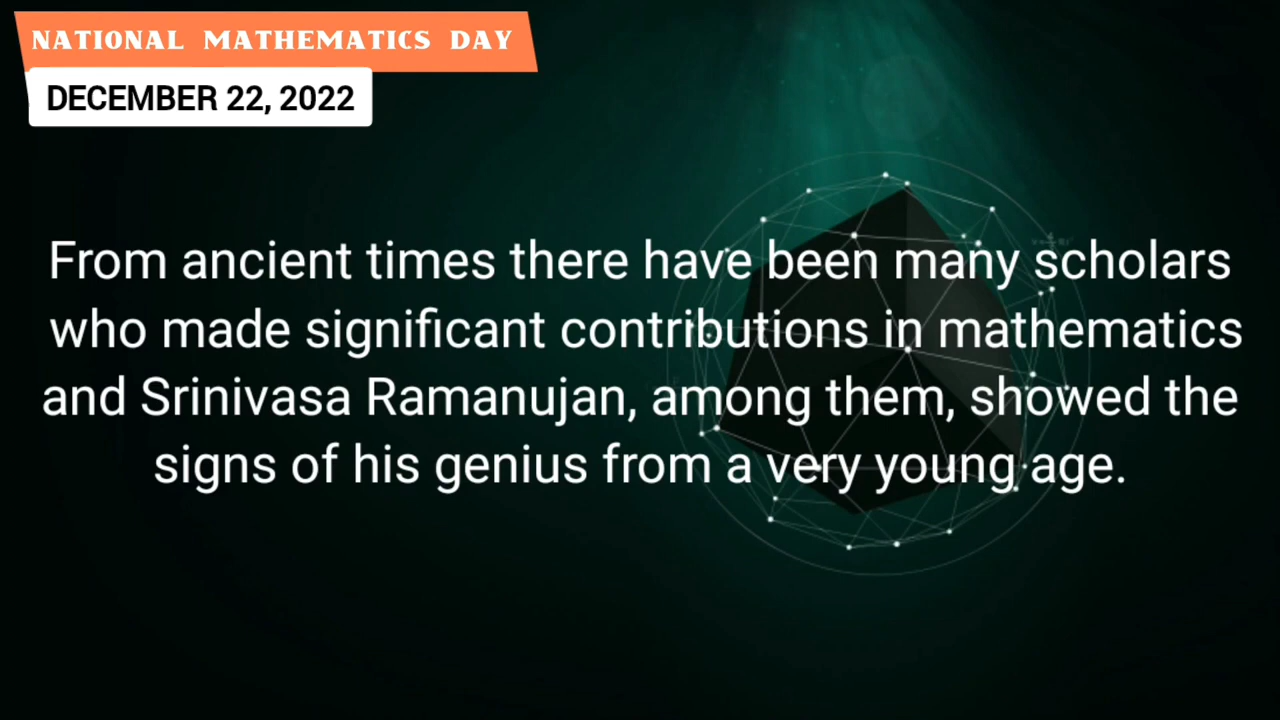 NATIONAL MATHEMATICS DAY
DECEMBER 22, 2022
From ancient times there have been many scholars
who made significant contributions in mathematics
and Srinivasa Ramanujan, among them, showed the
signs of his genius from a very young age.